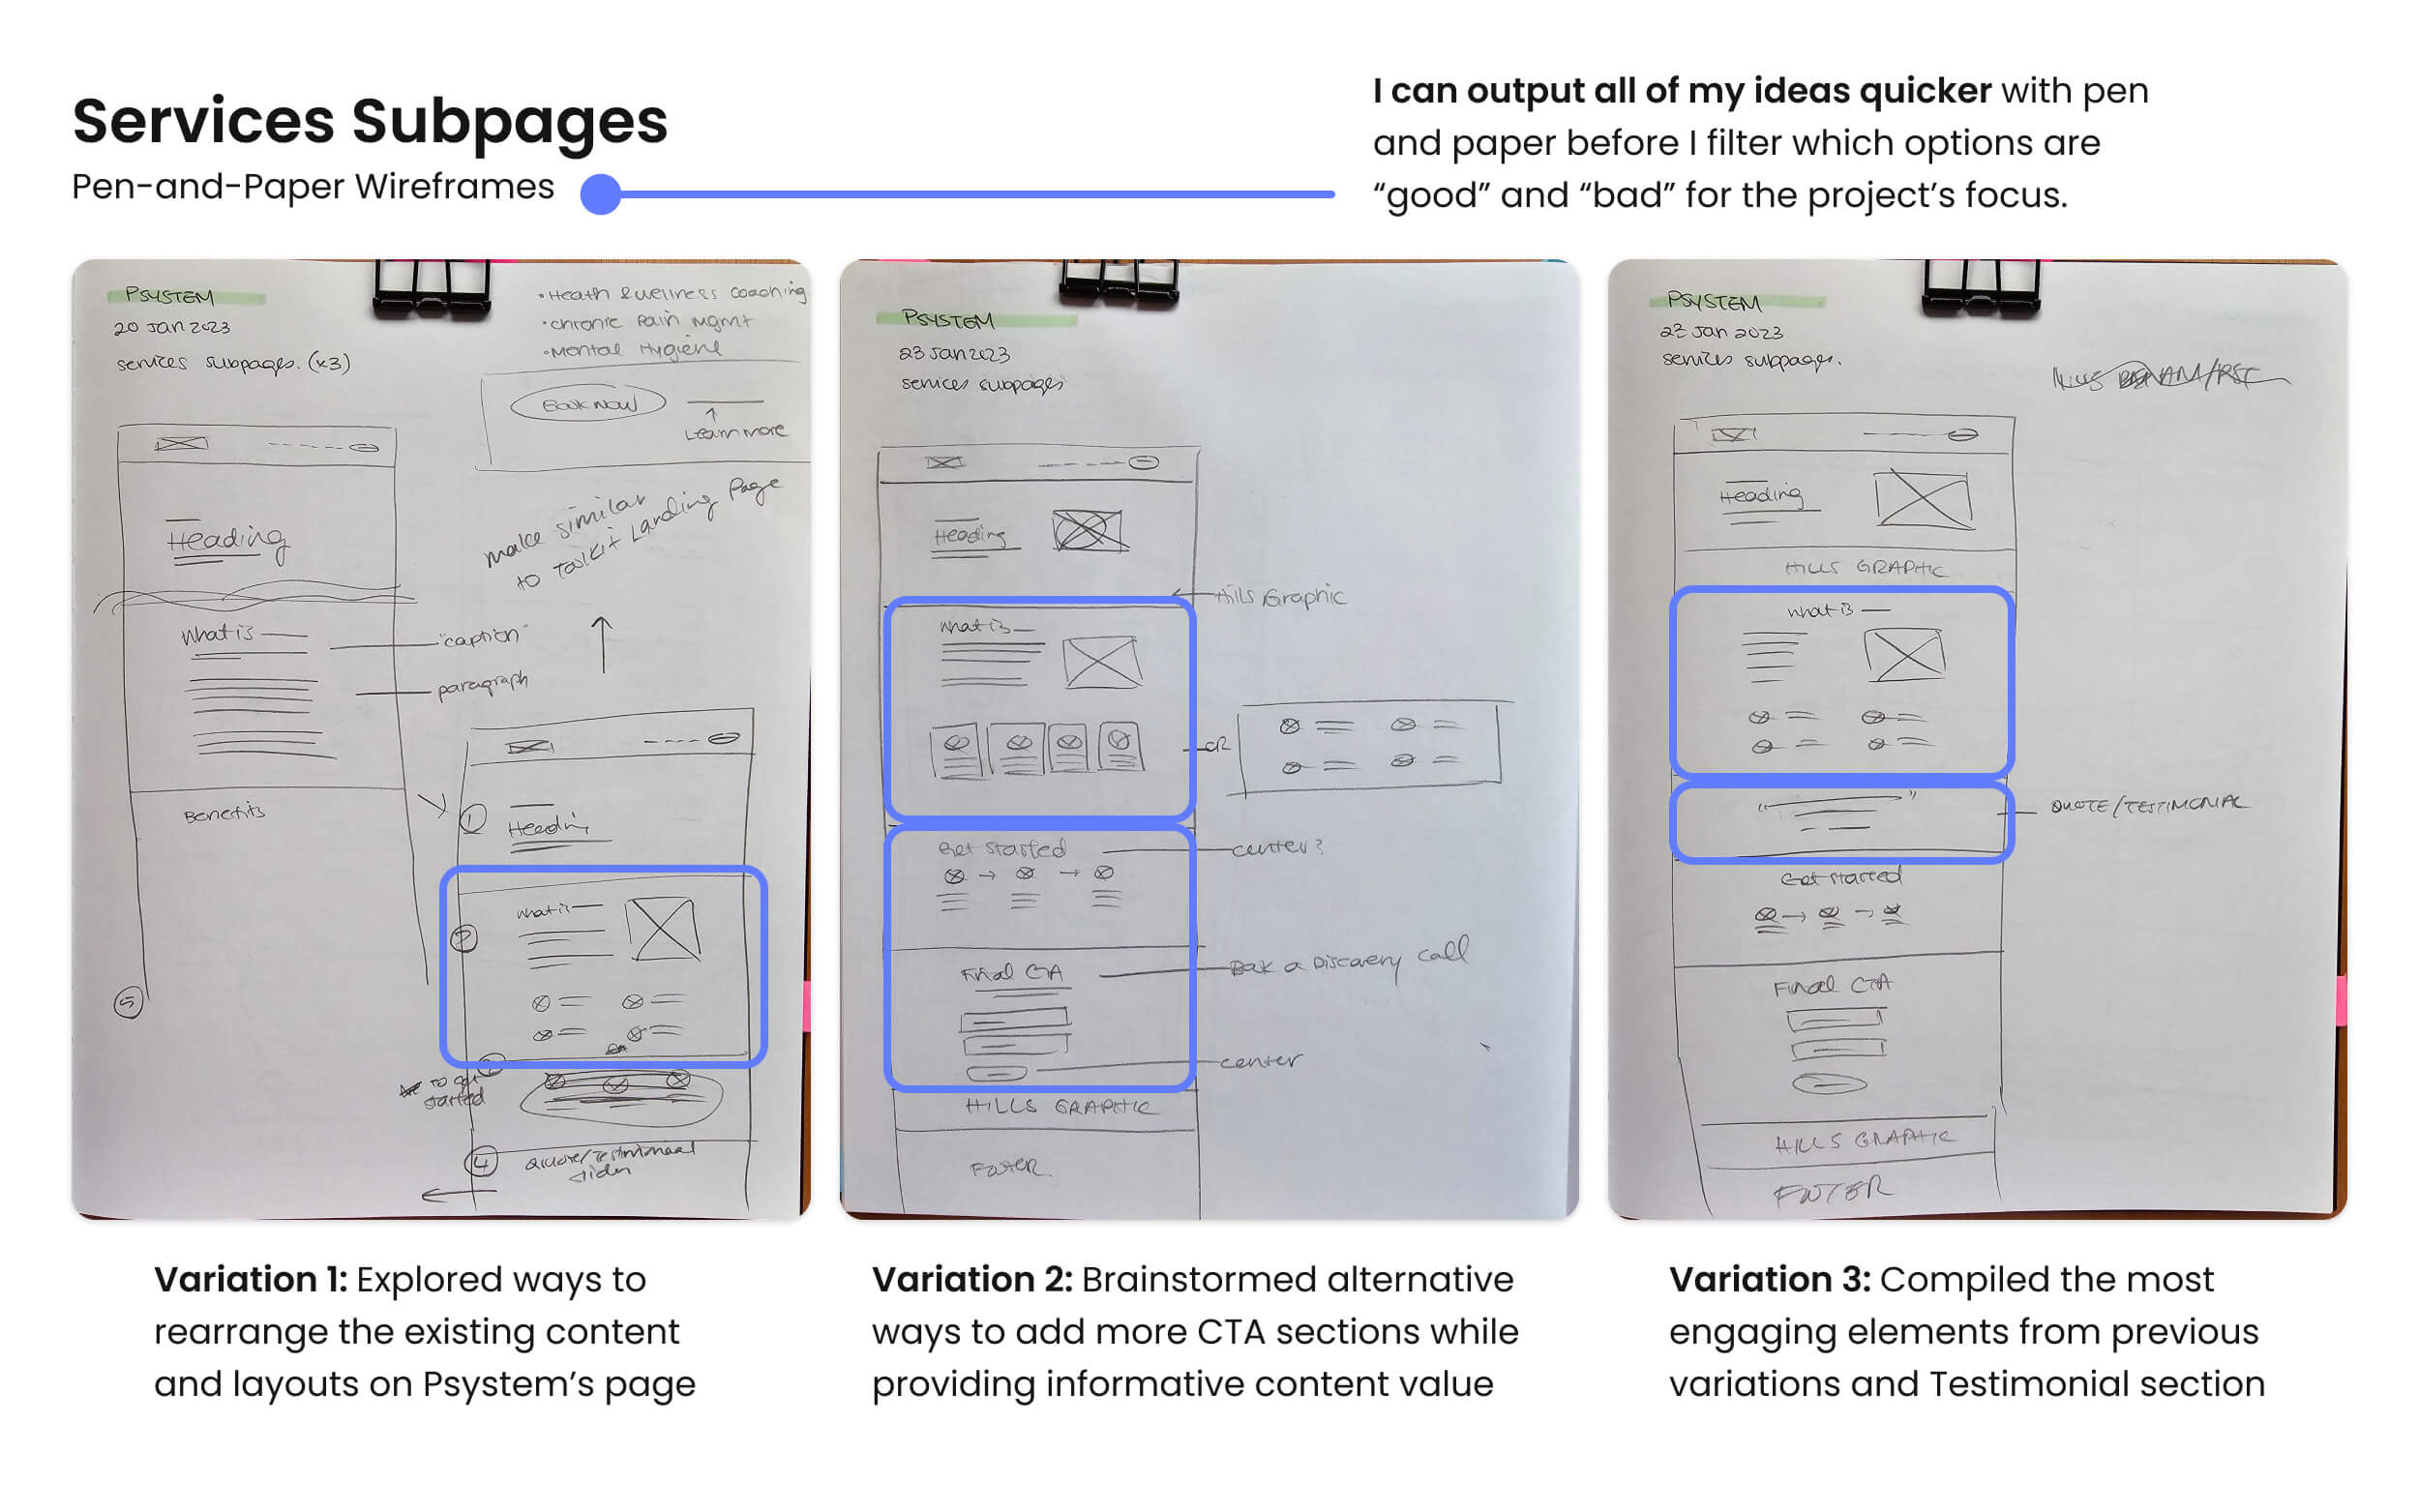 Services Subpages
Pen-and-Paper Wireframes
I can output all of my ideas quicker with pen
and paper before I filter which options are
“good” and “bad” for the project’s focus.
PSYSTEM
20 Jan 2023
services subpages. (x3)
• Heath & wellness coaching
• chronic Pain Mgmt
• Mental Hygiene
BOOK NOW
Learn more
make similar
to Toolkit Landing Page
Heading
What is
"caption"
paragraph
Benefits
5
1
Heading
2
what is
To get
started
4
Quote/Testimonial
slider
PSYSTEM
23 Jan 2023
services subpages
Heading
Hills Graphic
What is
OR
Get started
center?
Final CTA
Book a Discovery call
center
HILLS GRAPHIC
FOOTER
PSYSTEM
23 Jan 2023
services subpages.
Heading
HILLS GRAPHIC
what is
" "
QUOTE/TESTIMONIAL
Get started
Final CTA
HILLS GRAPHIC
FOOTER
Variation 1: Explored ways to
rearrange the existing content
and layouts on Psystem’s page
Variation 2: Brainstormed alternative
ways to add more CTA sections while
providing informative content value
Variation 3: Compiled the most
engaging elements from previous
variations and Testimonial section